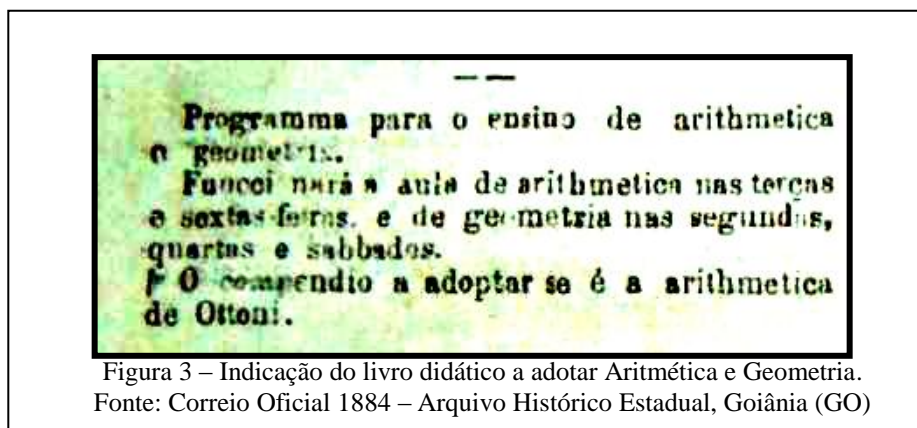 Programma para o ensino de arithmetica
e geometria.
Funccinará a aula de arithmetica nas terças
e sextas-feiras, e de geometria nas segundas,
quartas e sabbados.
O compendio a adoptar se é a arithmetica
de Ottoni.
Figura 3 – Indicação do livro didático a adotar Aritmética e Geometria.
Fonte: Correio Oficial 1884 – Arquivo Histórico Estadual, Goiânia (GO)